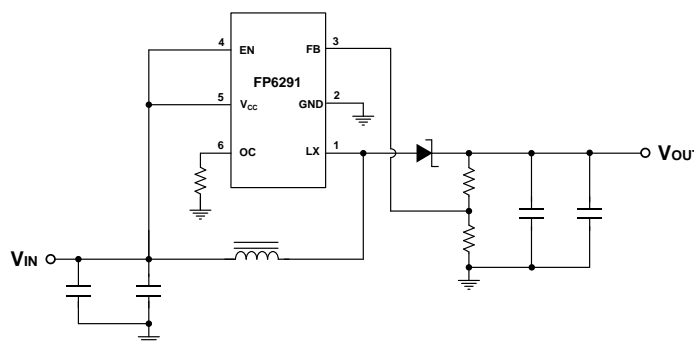 4 EN FB 3
FP6291
5 VCC GND 2
6 OC LX 1
VOUT
VIN